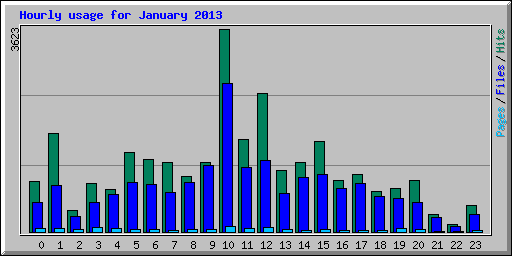 Hourly usage for January 2013
3623
Pages / Files / Hits
0 1 2 3 4 5 6 7 8 9 10 11 12 13 14 15 16 17 18 19 20 21 22 23